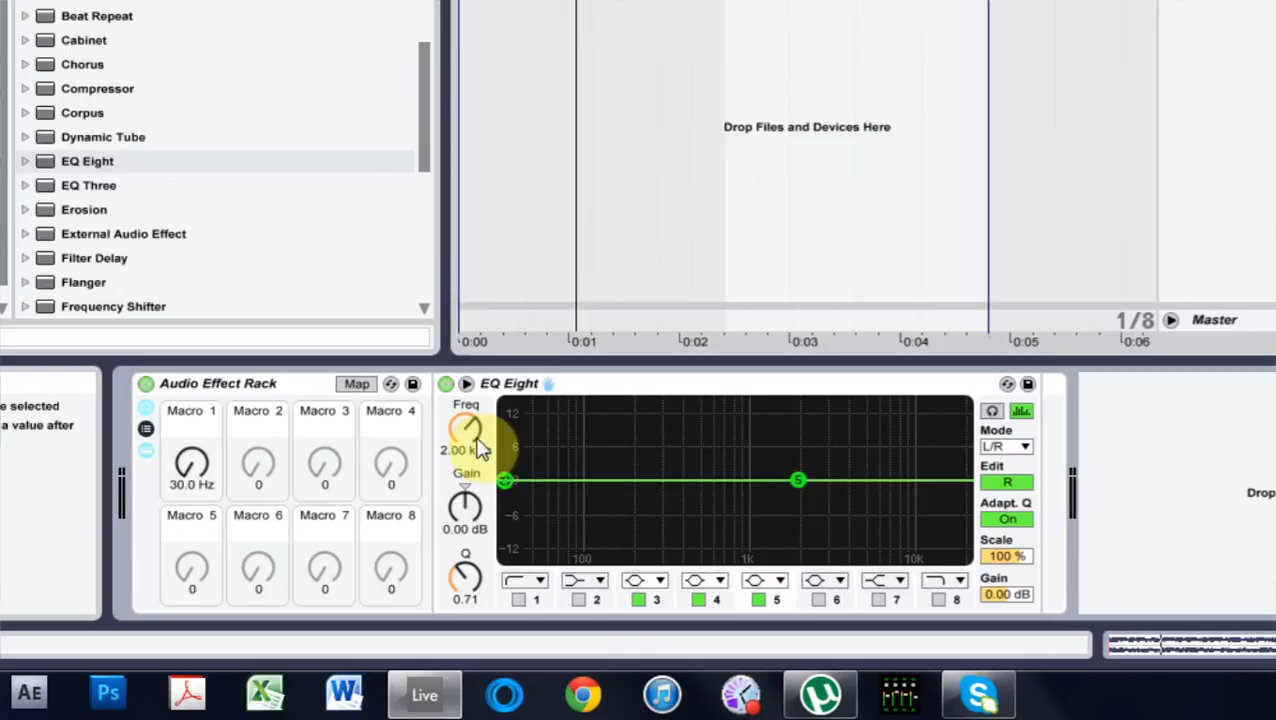 Beat Repeat
Cabinet
Chorus
Compressor
Corpus
Dynamic Tube
EQ Eight
EQ Three
Erosion
External Audio Effect
Filter Delay
Flanger
Frequency Shifter
Drop Files and Devices Here
1/8 Master
0:00 0:01 0:02 0:03 0:04 0:05 0:06
e selected
a value after
Audio Effect Rack Map
Macro 1 Macro 2 Macro 3 Macro 4
30.0 Hz 0 0 0
Macro 5 Macro 6 Macro 7 Macro 8
0 0 0 0
EQ Eight
Freq
2.00 k
Gain
0.00 dB
Q
0.71
12
6
5
-6
-12
100 1K 10K
1 2 3 4 5 6 7 8
Mode
L/R
Edit
R
Adapt. Q
On
Scale
100 %
Gain
0.00 dB
Drop
AE Ps X W Live S